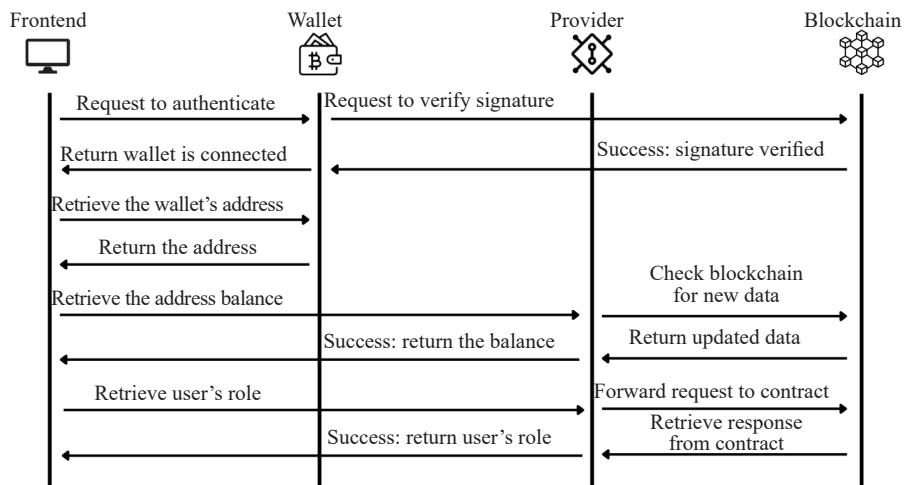 Frontend
Wallet
Provider
Blockchain
Request to authenticate
Request to verify signature
Return wallet is connected
Success: signature verified
Retrieve the wallet's address
Return the address
Retrieve the address balance
Check blockchain
for new data
Success: return the balance
Return updated data
Retrieve user's role
Forward request to contract
Success: return user's role
Retrieve response
from contract